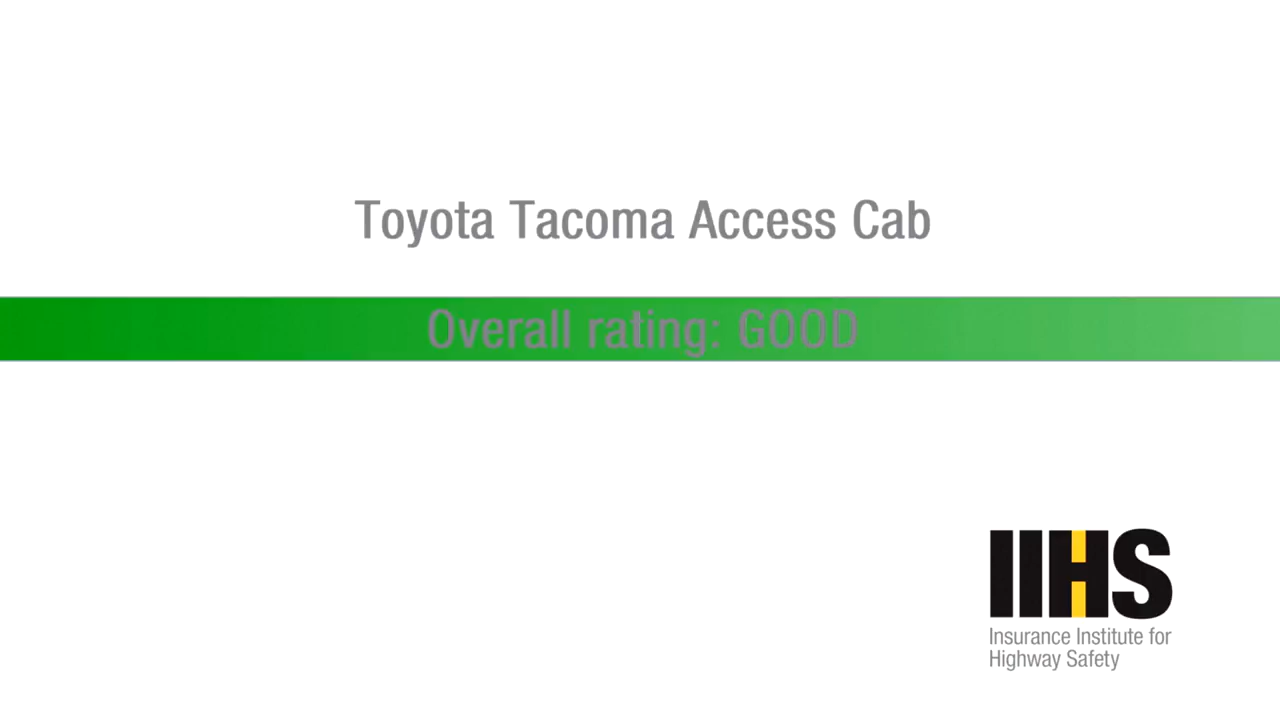 Toyota Tacoma Access Cab
Overall rating: GOOD
IIHS
Insurance Institute for
Highway Safety